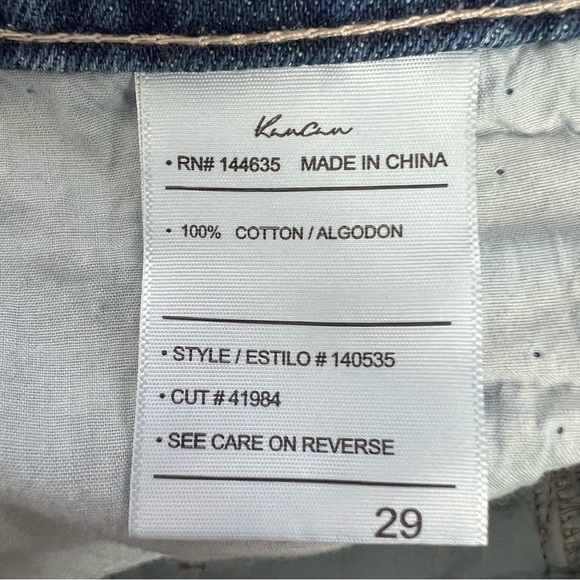 KanCan
• RN# 144635 MADE IN CHINA
• 100% COTTON / ALGODON
• STYLE / ESTILO # 140535
• CUT # 41984
• SEE CARE ON REVERSE
29